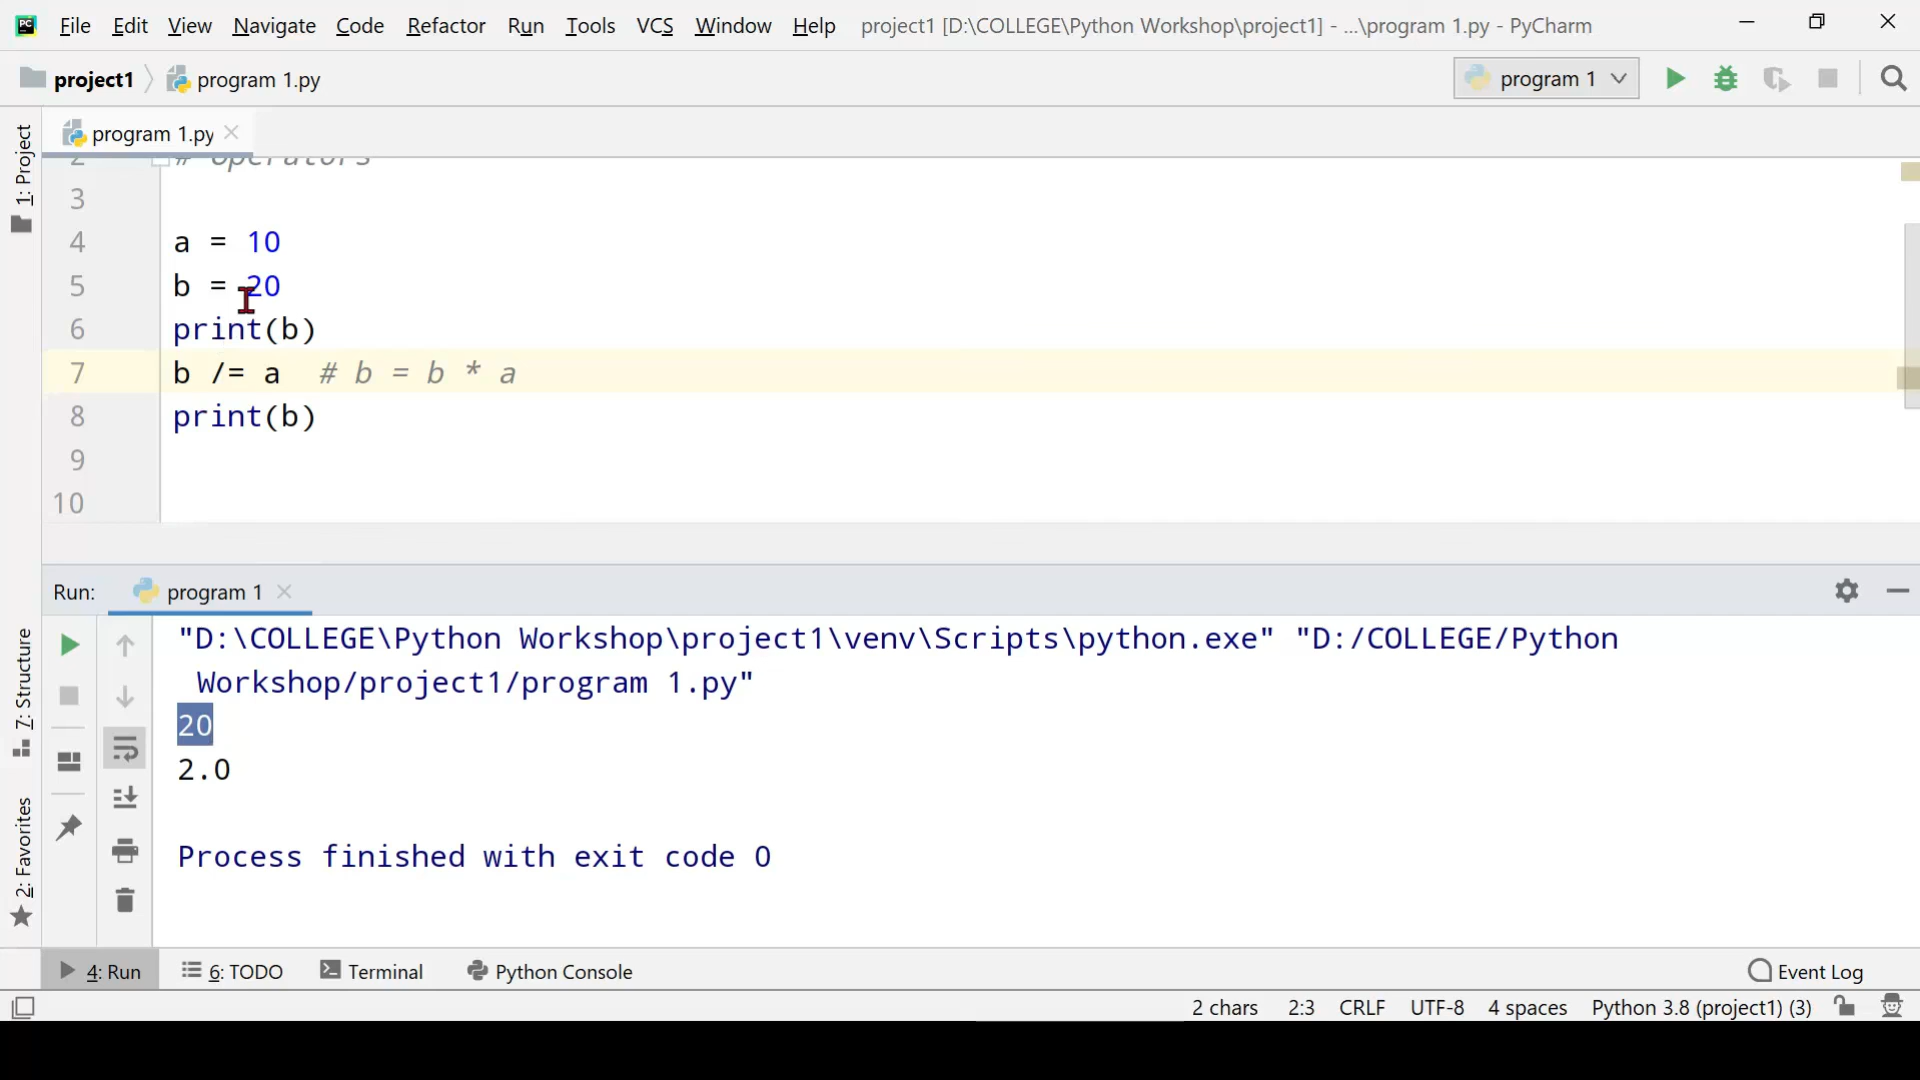 PC File Edit View Navigate Code Refactor Run Tools VCS Window Help project1 [D:\COLLEGE\Python Workshop\project1] - ...\program 1.py - PyCharm
project1 program 1.py program 1
1: Project
program 1.py
2 # operators
3
4 a = 10
5 b = 20
6 print(b)
7 b /= a # b = b * a
8 print(b)
9
10
Run: program 1
7: Structure
2: Favorites
"D:\COLLEGE\Python Workshop\project1\venv\Scripts\python.exe" "D:/COLLEGE/Python
Workshop/project1/program 1.py"
20
2.0
Process finished with exit code 0
4: Run 6: TODO Terminal Python Console Event Log
2 chars 2:3 CRLF UTF-8 4 spaces Python 3.8 (project1) (3)